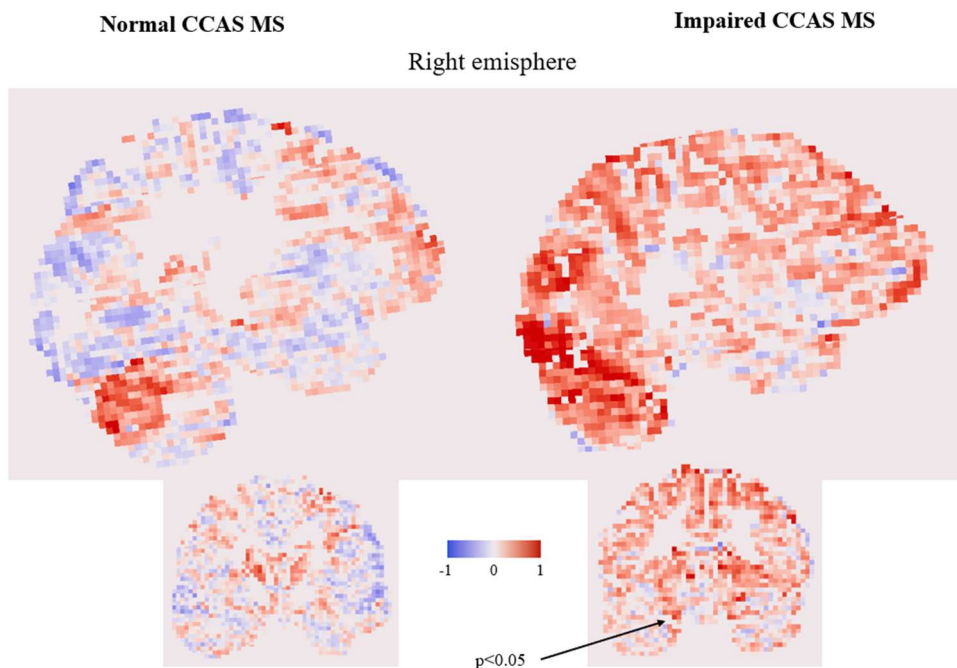 Normal CCAS MS
Impaired CCAS MS
Right emisphere
-1 0 1
p<0.05